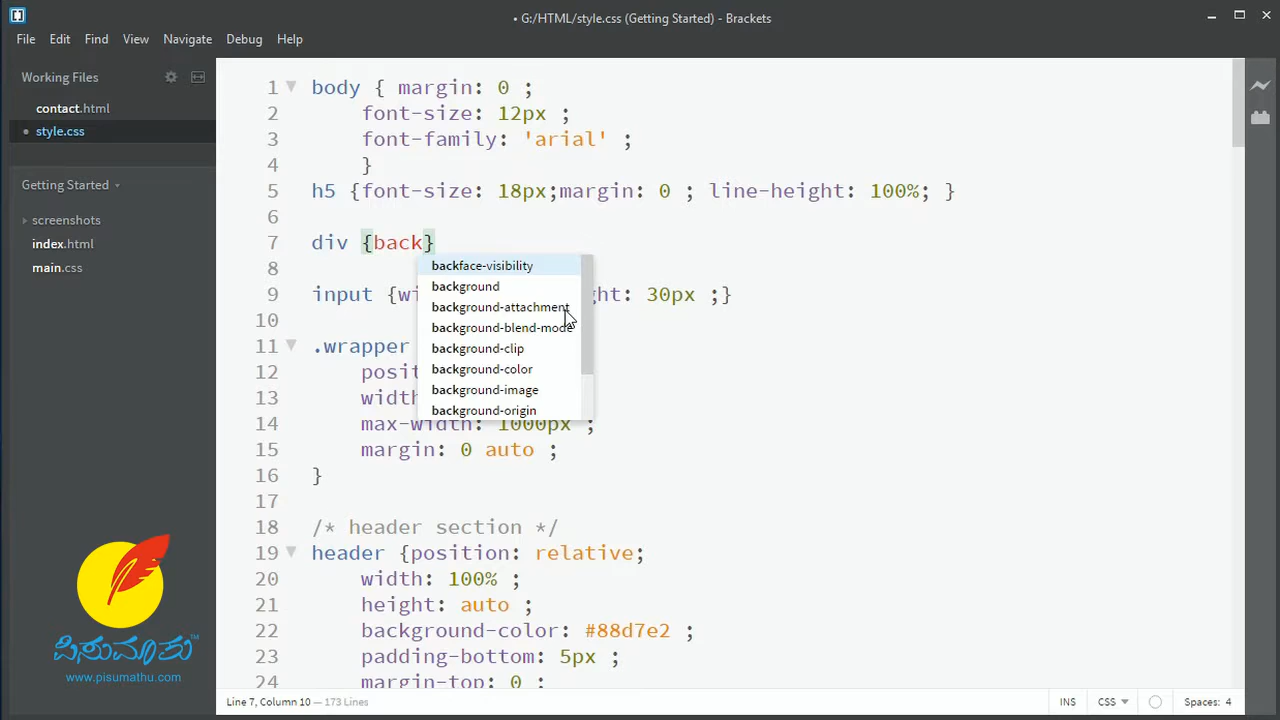 • G:/HTML/style.css (Getting Started) - Brackets
File Edit Find View Navigate Debug Help
Working Files
contact.html
• style.css
Getting Started
screenshots
index.html
main.css
1 body { margin: 0 ;
2 font-size: 12px ;
3 font-family: 'arial' ;
4 }
5 h5 {font-size: 18px;margin: 0 ; line-height: 100%; }
6
7 div {back}
8
9 input {wi ght: 30px ;}
10
11 .wrapper
12 posit
13 width
14 max-width: 1000px ;
15 margin: 0 auto ;
16 }
17
18 /* header section */
19 header {position: relative;
20 width: 100% ;
21 height: auto ;
22 background-color: #88d7e2 ;
23 padding-bottom: 5px ;
24 margin-top: 0 ;
backface-visibility
background
background-attachment
background-blend-mode
background-clip
background-color
background-image
background-origin
ಪಿಸುಮಾತು™
www.pisumathu.com
Line 7, Column 10 — 173 Lines
INS CSS Spaces: 4